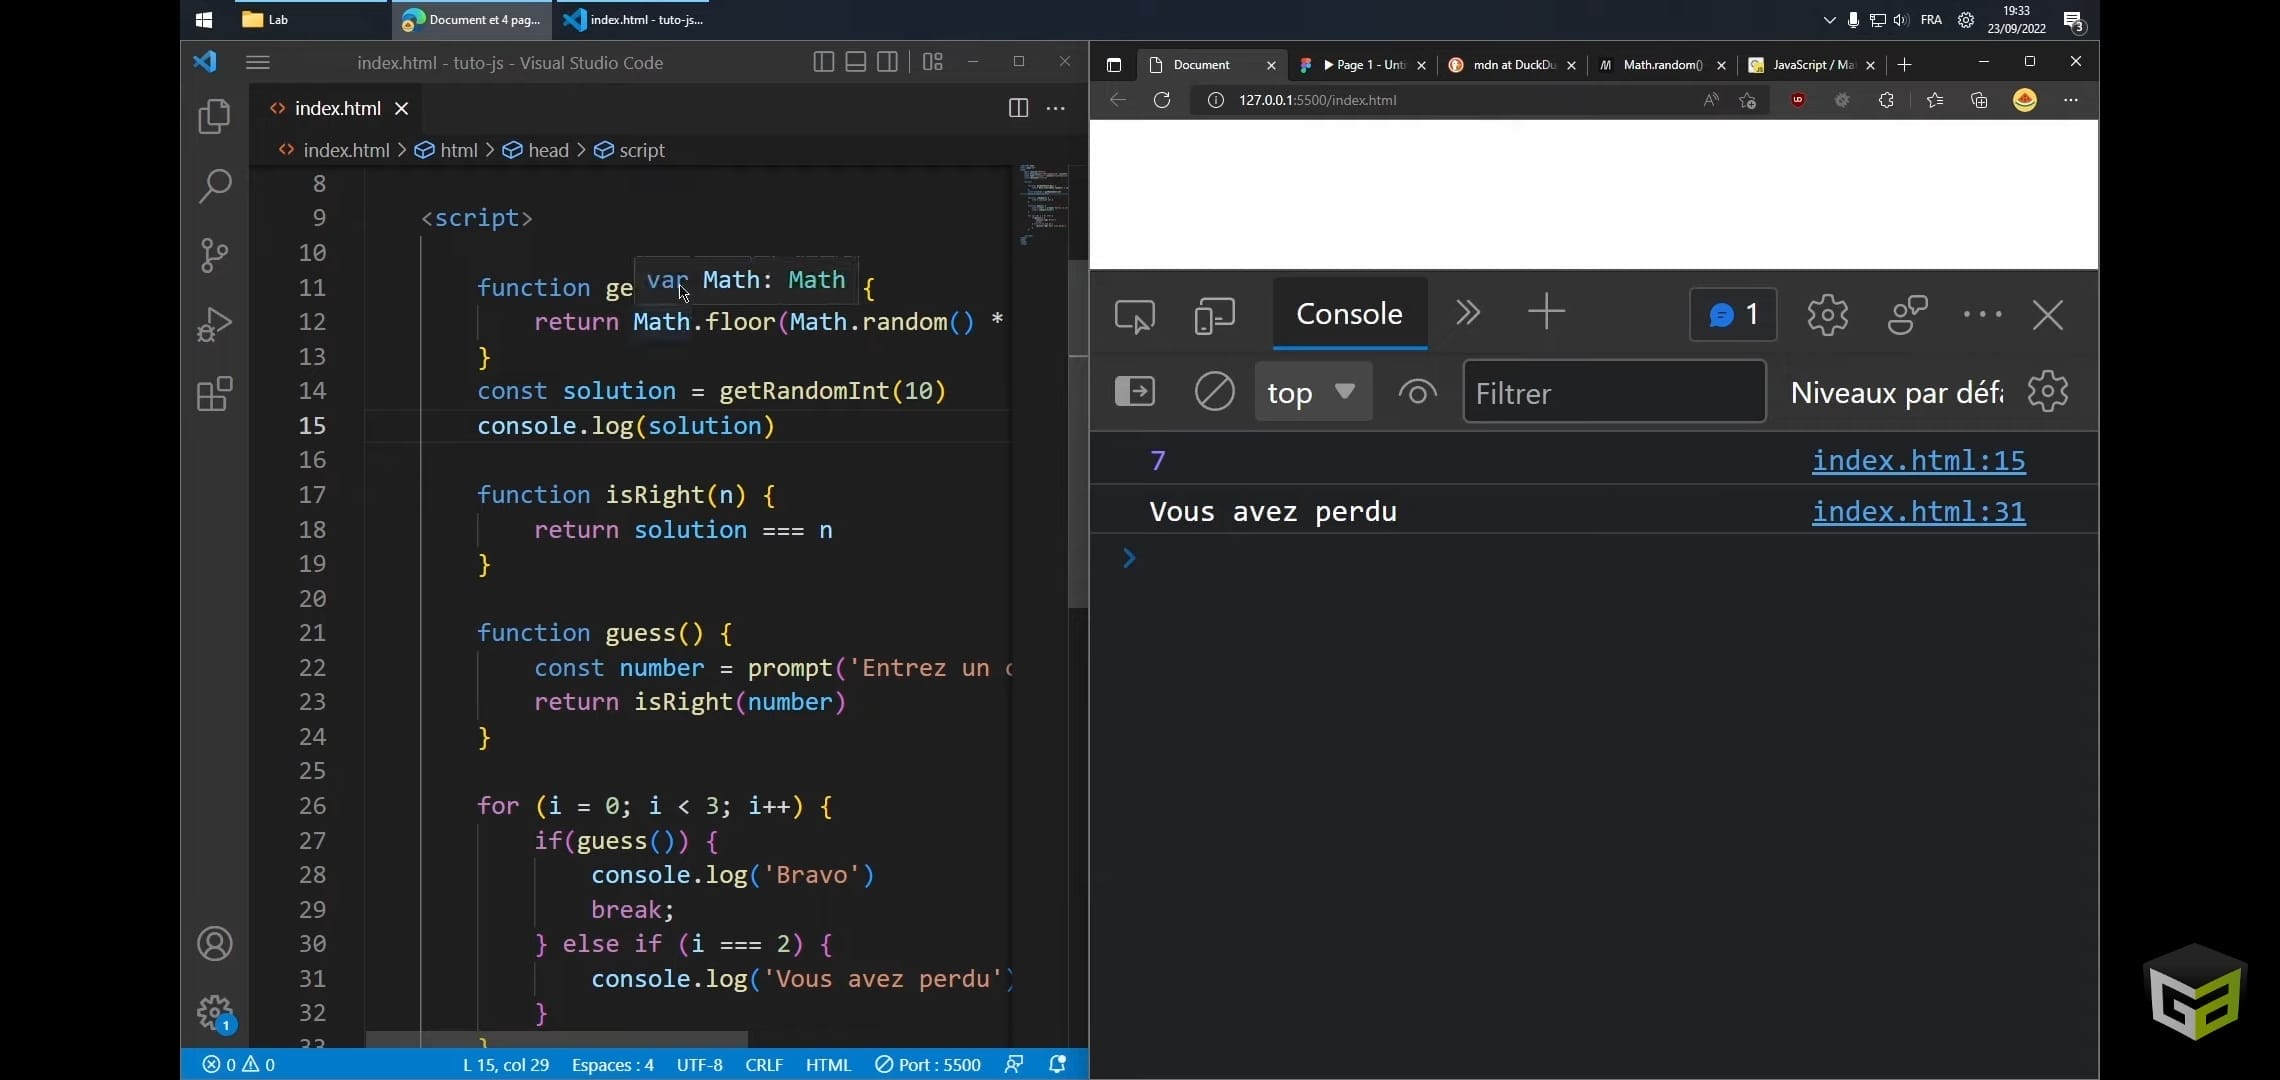 Lab
Document et 4 pag...
index.html - tuto-js...
FRA
19:33
23/09/2022
3
index.html - tuto-js - Visual Studio Code
index.html
index.html > html > head > script
8
9 <script>
10
11 function ge {
var Math: Math
12 return Math.floor(Math.random() *
13 }
14 const solution = getRandomInt(10)
15 console.log(solution)
16
17 function isRight(n) {
18 return solution === n
19 }
20
21 function guess() {
22 const number = prompt('Entrez un
23 return isRight(number)
24 }
25
26 for (i = 0; i < 3; i++) {
27 if(guess()) {
28 console.log('Bravo')
29 break;
30 } else if (i === 2) {
31 console.log('Vous avez perdu')
32 }
33 }
1
0 0
L 15, col 29
Espaces : 4
UTF-8
CRLF
HTML
Port : 5500
Document
Page 1 - Unti
mdn at DuckDu
Math.random()
JavaScript / Ma
127.0.0.1:5500/index.html
Console
1
top
Filtrer
Niveaux par défa
7 index.html:15
Vous avez perdu index.html:31
>